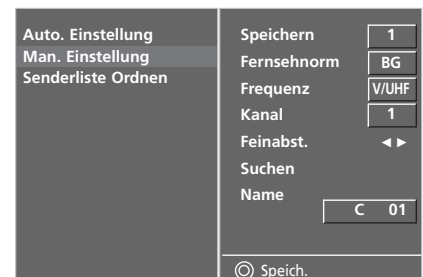 Auto. Einstellung
Man. Einstellung
Senderliste Ordnen
Speichern 1
Fernsehnorm BG
Frequenz V/UHF
Kanal 1
Feinabst. ◄ ►
Suchen
Name
C 01
Speich.